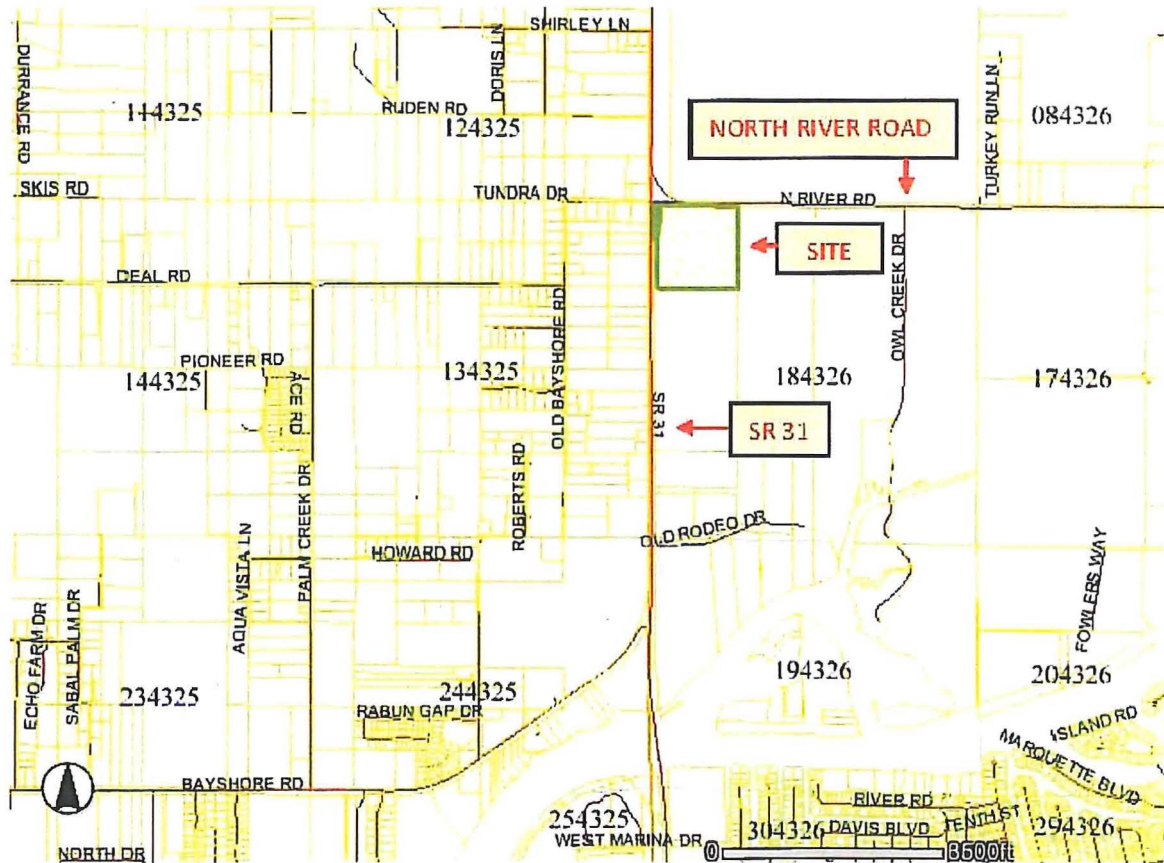 SHIRLEY LN
DURRANCE RD
DORIS LN
114325
RUDEN RD
124325
NORTH RIVER ROAD
TURKEY RUN LN
084326
SKIS RD
TUNDRA DR
N RIVER RD
SITE
DEAL RD
OLD BAYSHORE RD
OWL CREEK DR
PIONEER RD
144325
ACE RD
134325
184326
174326
SR 31
SR 31
ROBERTS RD
OLD RODEO DR
HOWARD RD
AQUA VISTA LN
PALM CREEK DR
FOWLERS WAY
ECHO FARM DR
SABAL PALM DR
234325
244325
194326
204326
RABUN GAP DR
ISLAND RD
MARQUETTE BLVD
BAYSHORE RD
RIVER RD
254325
WEST MARINA DR
304326
DAVIS BLVD
TENTH ST
294326
NORTH DR
0
3500ft